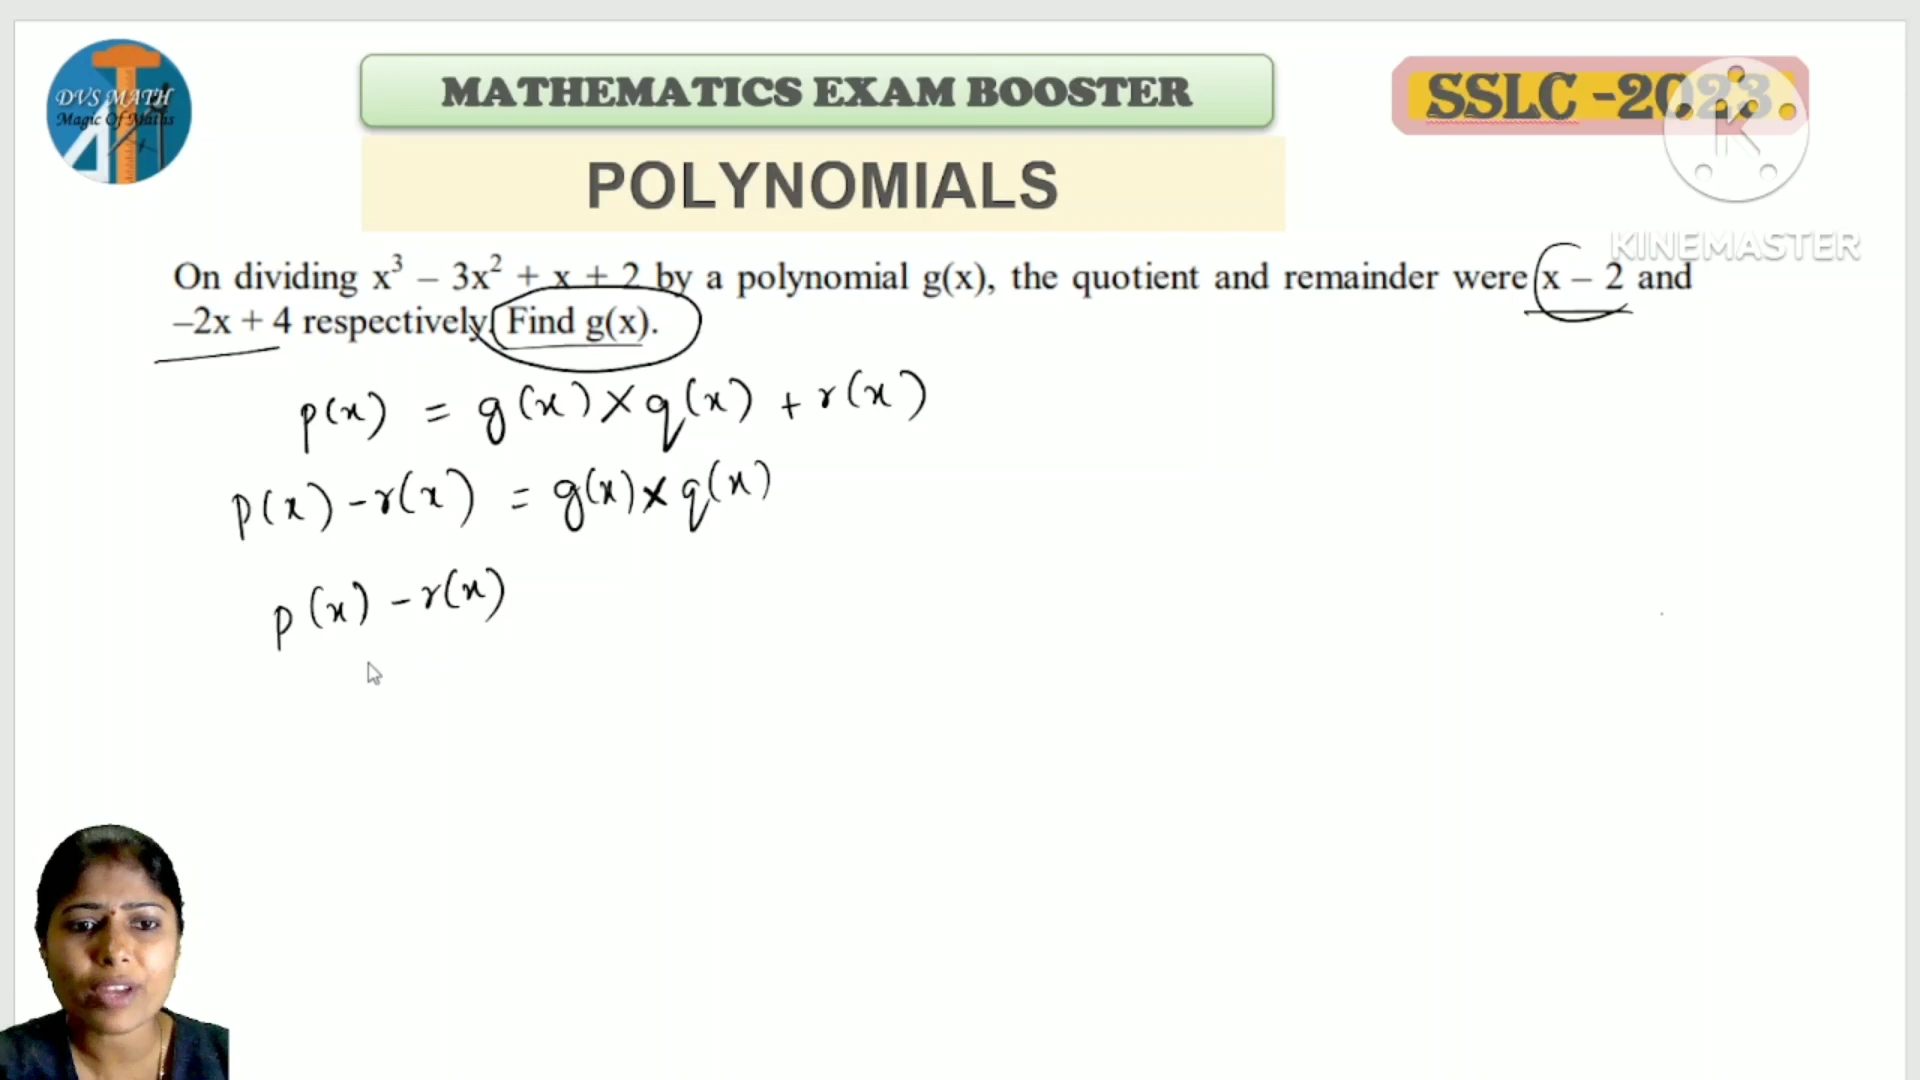 DVS MATH
Magic Of Maths
MATHEMATICS EXAM BOOSTER
SSLC -2023
POLYNOMIALS
KINEMASTER
On dividing x³ – 3x² + x + 2 by a polynomial g(x), the quotient and remainder were x – 2 and
–2x + 4 respectively. Find g(x).
p(x) = g(x) × q(x) + r(x)
p(x) - r(x) = g(x) × q(x)
p(x) - r(x)